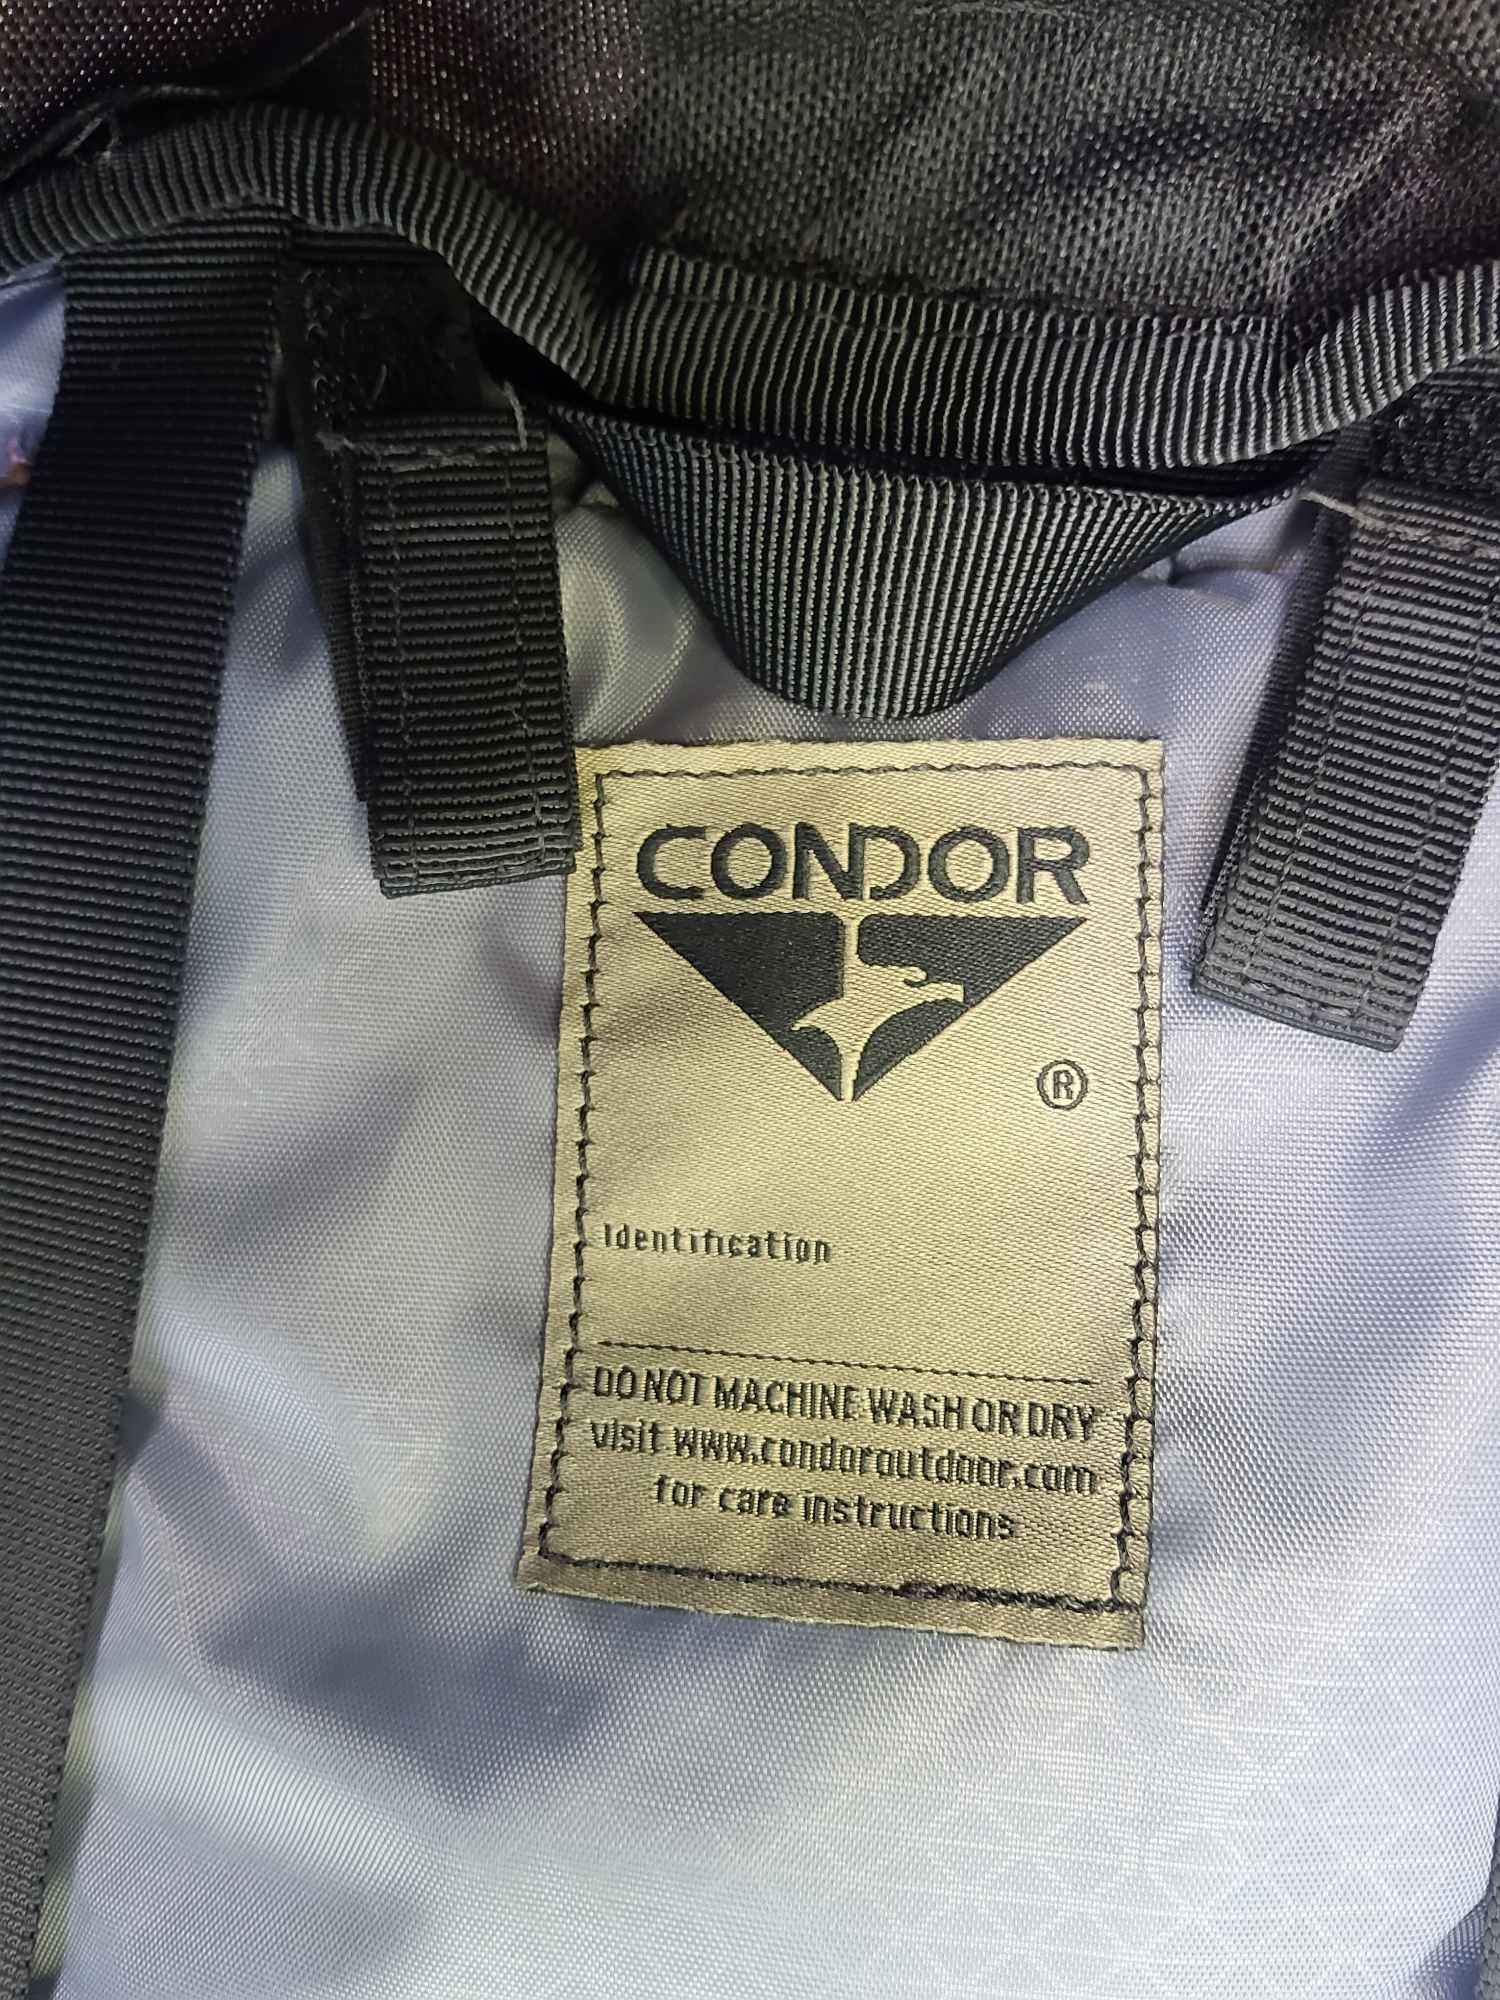 CONDOR
®
Identification
DO NOT MACHINE WASH OR DRY
visit www.condoroutdoor.com
for care instructions